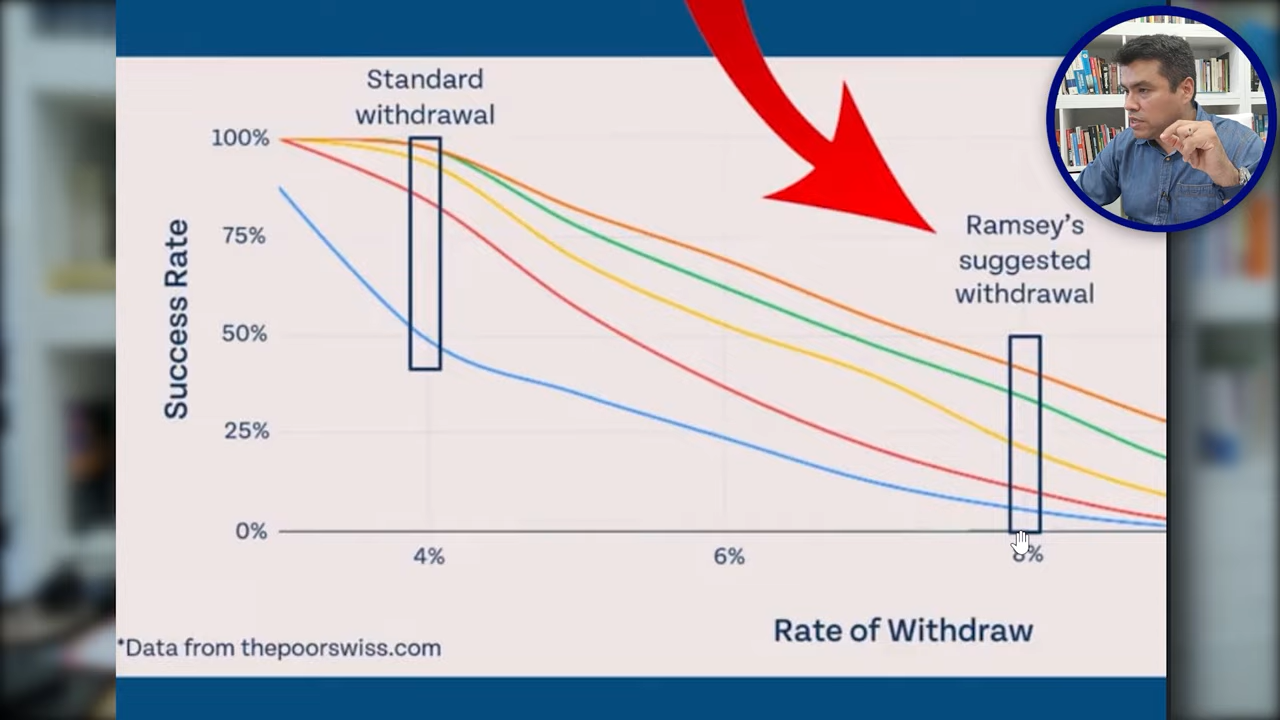 Standard
withdrawal
100%
75%
50%
25%
0%
Success Rate
Ramsey's
suggested
withdrawal
4%
6%
8%
Rate of Withdraw
*Data from thepoorswiss.com